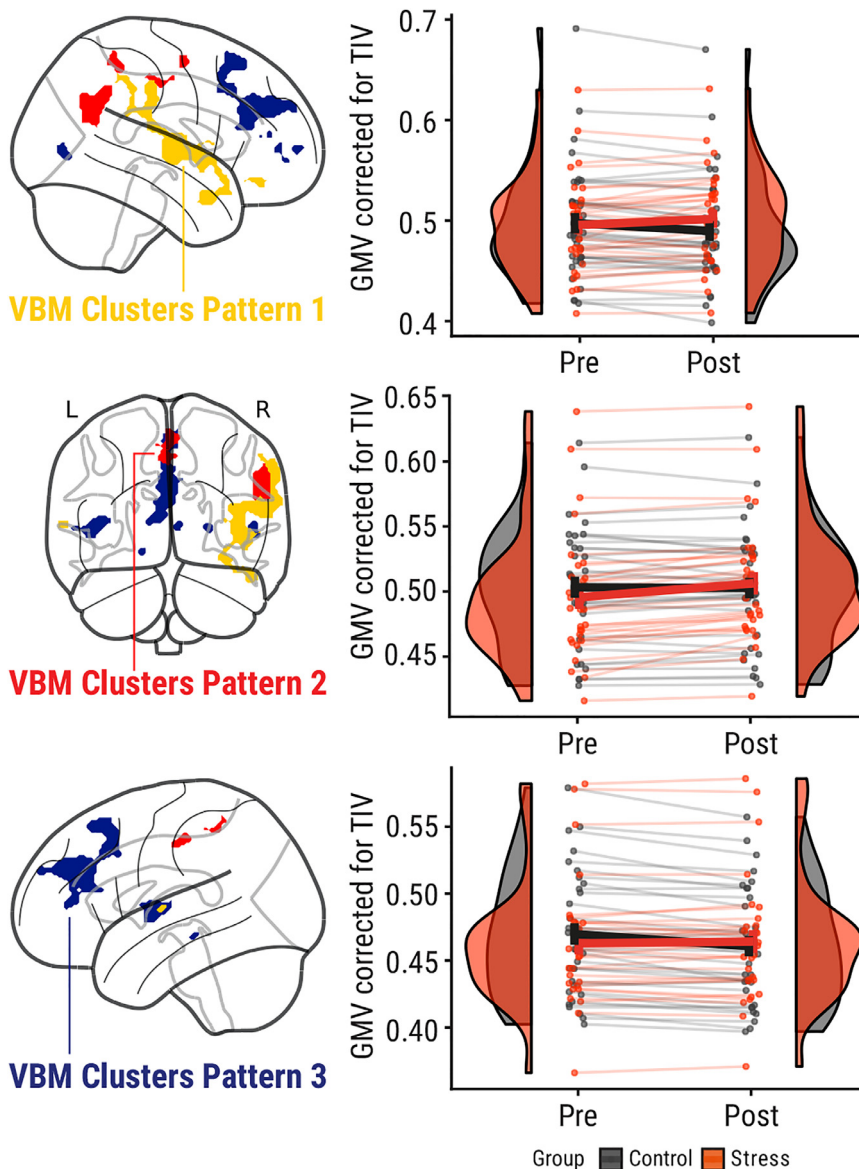 0.7
0.6
0.5
0.4
GMV corrected for TIV
Pre
Post
VBM Clusters Pattern 1
L
R
0.65
0.60
0.55
0.50
0.45
GMV corrected for TIV
Pre
Post
VBM Clusters Pattern 2
0.55
0.50
0.45
0.40
GMV corrected for TIV
Pre
Post
VBM Clusters Pattern 3
Group Control Stress